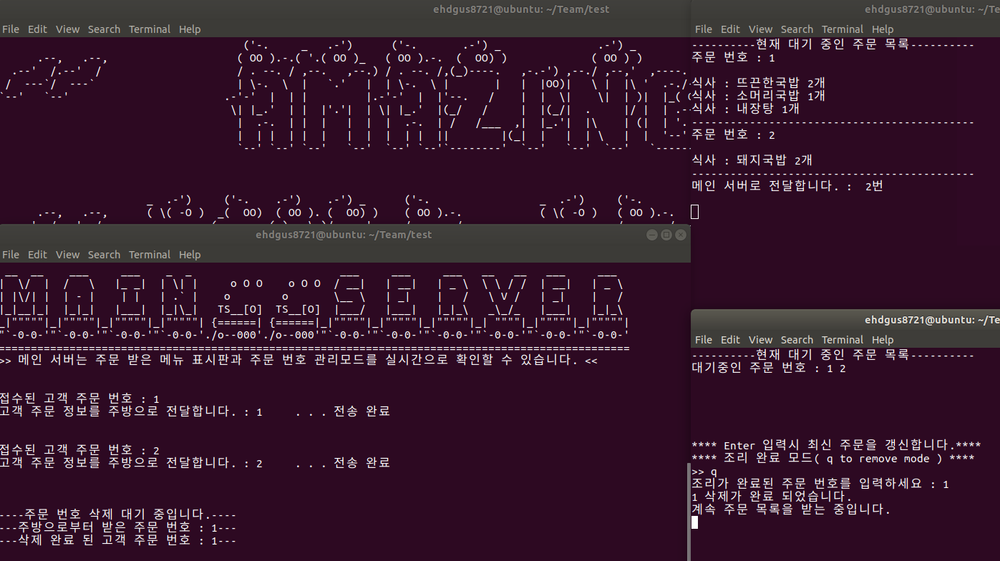 ehdgus8721@ubuntu: ~/Team/test
File Edit View Search Terminal Help
ehdgus8721@ubuntu: ~/Te
File Edit View Search Terminal Help
----------현재 대기 중인 주문 목록----------
주문 번호 : 1
식사 : 뜨끈한국밥 2개
식사 : 소머리국밥 1개
식사 : 내장탕 1개
--------------------------------------------
주문 번호 : 2
식사 : 돼지국밥 2개
--------------------------------------------
메인 서버로 전달합니다. : 2번
ehdgus8721@ubuntu: ~/Team/test
File Edit View Search Terminal Help
MAIN SERVER
>> 메인 서버는 주문 받은 메뉴 표시판과 주문 번호 관리모드를 실시간으로 확인할 수 있습니다. <<
접수된 고객 주문 번호 : 1
고객 주문 정보를 주방으로 전달합니다. : 1 . . . 전송 완료
접수된 고객 주문 번호 : 2
고객 주문 정보를 주방으로 전달합니다. : 2 . . . 전송 완료
----주문 번호 삭제 대기 중입니다.----
---주방으로부터 받은 주문 번호 : 1---
---삭제 완료 된 고객 주문 번호 : 1---
ehdgus8721@ubuntu: ~/Te
File Edit View Search Terminal Help
----------현재 대기 중인 주문 목록----------
대기중인 주문 번호 : 1 2
**** Enter 입력시 최신 주문을 갱신합니다.****
**** 조리 완료 모드( q to remove mode ) ****
>> q
조리가 완료된 주문 번호를 입력하세요 : 1
1 삭제가 완료 되었습니다.
계속 주문 목록을 받는 중입니다.